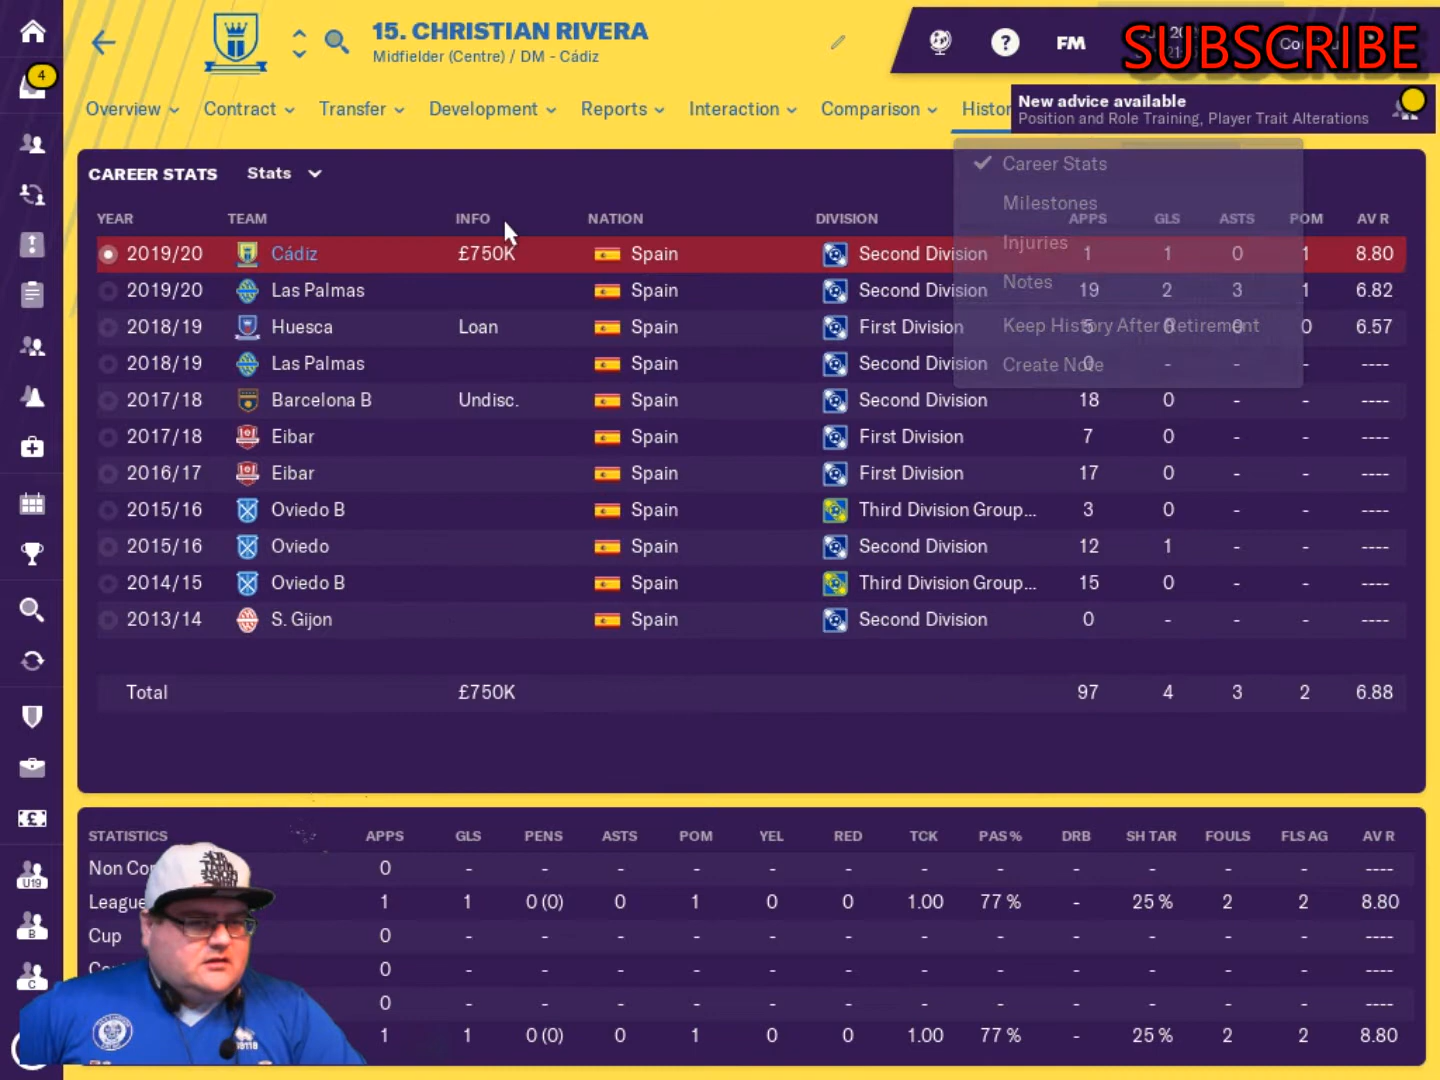 15. CHRISTIAN RIVERA
Midfielder (Centre) / DM - Cádiz
4
FM
SUBSCRIBE
Overview Contract Transfer Development Reports Interaction Comparison Histor
New advice available
Position and Role Training, Player Trait Alterations
CAREER STATS Stats
Career Stats
Milestones
Injuries
Notes
Keep History After Retirement
Create Note
YEAR TEAM INFO NATION DIVISION APPS GLS ASTS POM AV R
2019/20 Cádiz £750K Spain Second Division 1 1 0 1 8.80
2019/20 Las Palmas Spain Second Division 19 2 3 1 6.82
2018/19 Huesca Loan Spain First Division 5 0 0 0 6.57
2018/19 Las Palmas Spain Second Division 0 - - - ----
2017/18 Barcelona B Undisc. Spain Second Division 18 0 - - ----
2017/18 Eibar Spain First Division 7 0 - - ----
2016/17 Eibar Spain First Division 17 0 - - ----
2015/16 Oviedo B Spain Third Division Group... 3 0 - - ----
2015/16 Oviedo Spain Second Division 12 1 - - ----
2014/15 Oviedo B Spain Third Division Group... 15 0 - - ----
2013/14 S. Gijon Spain Second Division 0 - - - ----
Total £750K 97 4 3 2 6.88
STATISTICS APPS GLS PENS ASTS POM YEL RED TCK PAS % DRB SH TAR FOULS FLS AG AV R
Non Co 0 - - - - - - - - - - - - ----
League 1 1 0 (0) 0 1 0 0 1.00 77 % - 25 % 2 2 8.80
Cup 0 - - - - - - - - - - - - ----
0 - - - - - - - - - - - - ----
0 - - - - - - - - - - - - ----
1 1 0 (0) 0 1 0 0 1.00 77 % - 25 % 2 2 8.80
U19
B
C